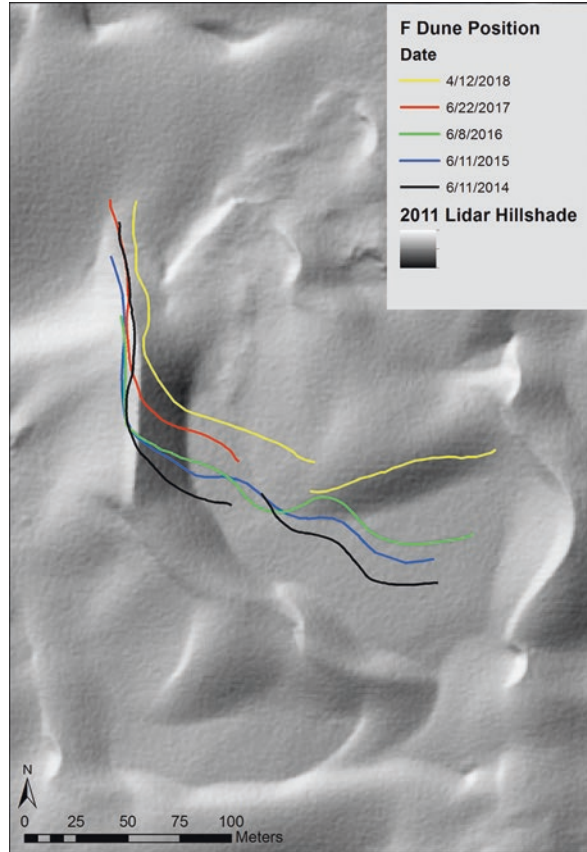 F Dune Position
Date
4/12/2018
6/22/2017
6/8/2016
6/11/2015
6/11/2014
2011 Lidar Hillshade
N
0 25 50 75 100
Meters